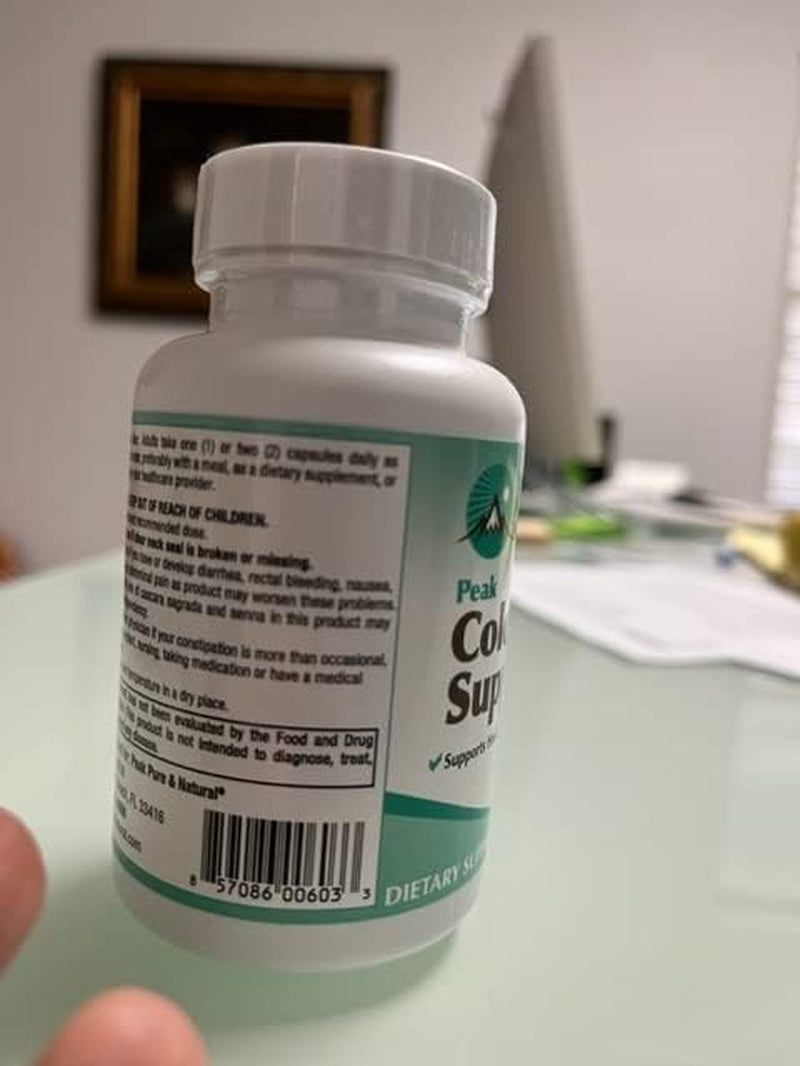 Adults take one (1) or two (2) capsules daily as
preferably with a meal, as a dietary supplement, or
healthcare provider.
OUT OF REACH OF CHILDREN.
recommended dose.
neck seal is broken or missing.
have or develop diarrhea, rectal bleeding, nausea,
pain as product may worsen these problems.
of cascara sagrada and senna in this product may
physician if your constipation is more than occasional.
nursing, taking medication or have a medical
temperature in a dry place.
not been evaluated by the Food and Drug
This product is not intended to diagnose, treat,
disease.
Peak Pure & Natural®
FL 33416
8 57086 00603 3
Peak
Col
Sup
✓Supports
DIETARY SU